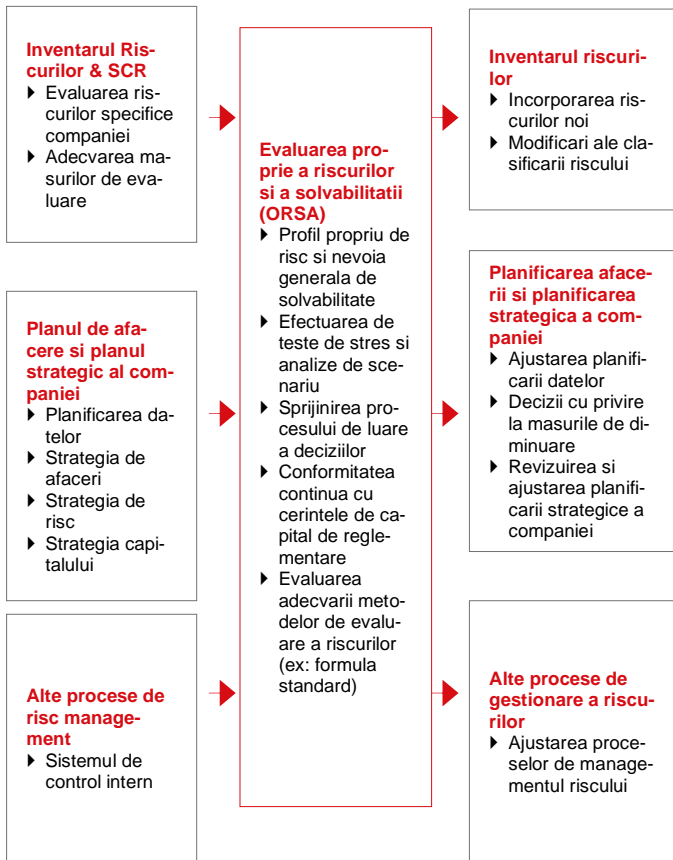 Inventarul Ris-
curilor & SCR
Evaluarea ris-
curilor specifice
companiei
Adecvarea ma-
surilor de eva-
luare
Planul de afa-
cere si planul
strategic al com-
paniei
Planificarea da-
telor
Strategia de
afaceri
Strategia de
risc
Strategia capi-
talului
Alte procese de
risc manage-
ment
Sistemul de
control intern
Evaluarea pro-
prie a riscurilor
si a solvabilitatii
(ORSA)
Profil propriu de
risc si nevoia
generala de
solvabilitate
Efectuarea de
teste de stres si
analize de sce-
nariu
Sprijinirea pro-
cesului de luare
a deciziilor
Conformitatea
continua cu
cerintele de ca-
pital de regle-
mentare
Evaluarea
adecvarii meto-
delor de evalu-
are a riscurilor
(ex: formula
standard)
Inventarul riscuri-
lor
Incorporarea ris-
curilor noi
Modificari ale cla-
sificarii riscului
Planificarea aface-
rii si planificarea
strategica a com-
paniei
Ajustarea planifi-
carii datelor
Decizii cu privire
la masurile de di-
minuare
Revizuirea si
ajustarea planifi-
carii strategice a
companiei
Alte procese de
gestionare a riscu-
rilor
Ajustarea proce-
selor de manage-
mentul riscului